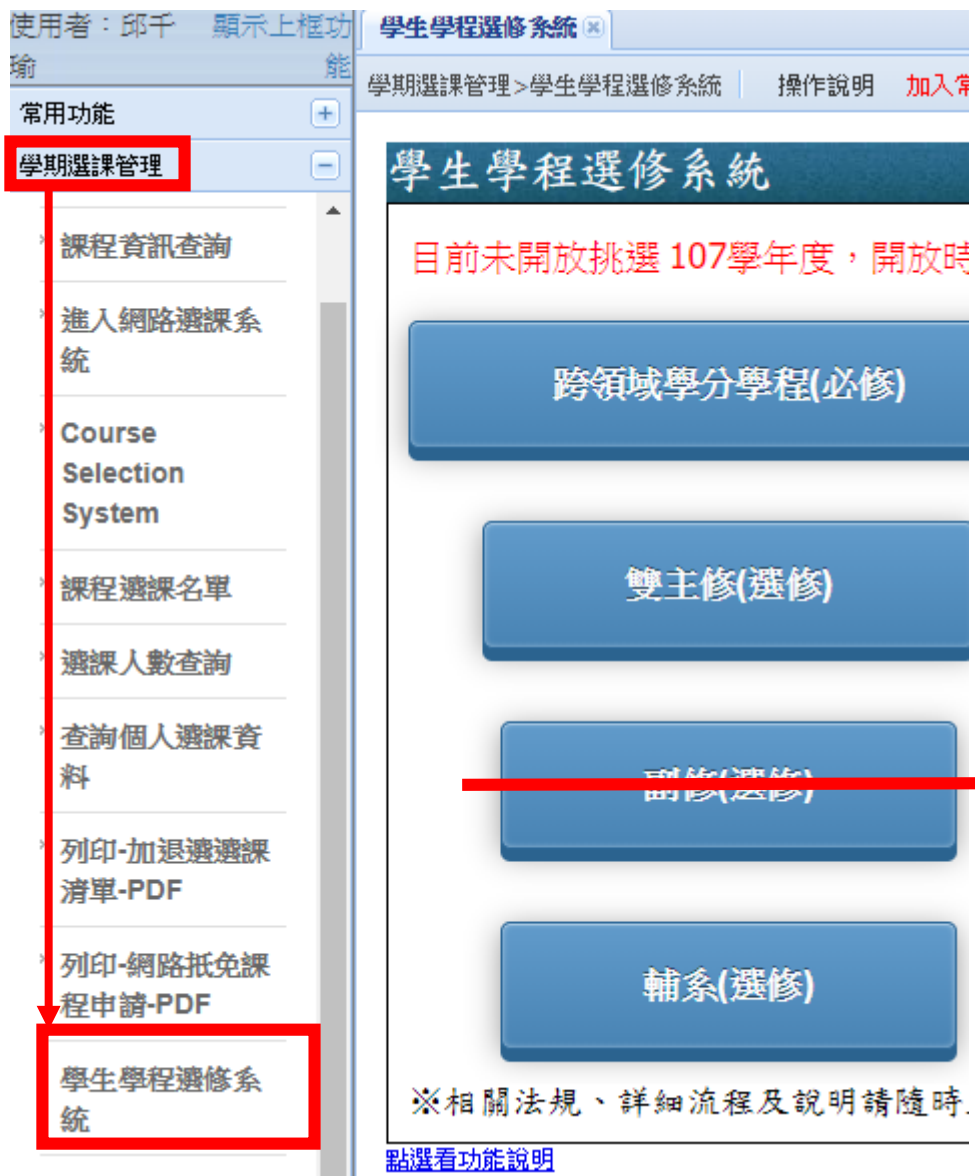 使用者：邱千
瑜
顯示上框功
能
常用功能
學期選課管理
課程資訊查詢
進入網路選課系
統
Course
Selection
System
課程選課名單
選課人數查詢
查詢個人選課資
料
列印-加退選選課
清單-PDF
列印-網路抵免課
程申請-PDF
學生學程選修系
統
學生學程選修系統
學期選課管理>學生學程選修系統
操作說明
加入常
學生學程選修系統
目前未開放挑選 107學年度，開放時
跨領域學分學程(必修)
雙主修(選修)
副修(選修)
輔系(選修)
※相關法規、詳細流程及說明請隨時
點選看功能說明